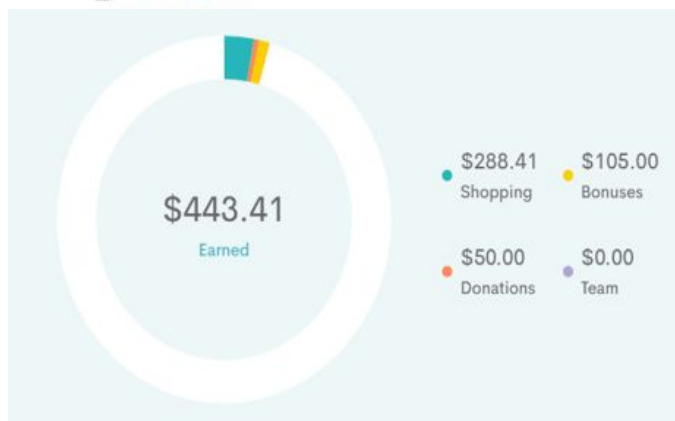 $443.41
Earned
$288.41
Shopping
$105.00
Bonuses
$50.00
Donations
$0.00
Team